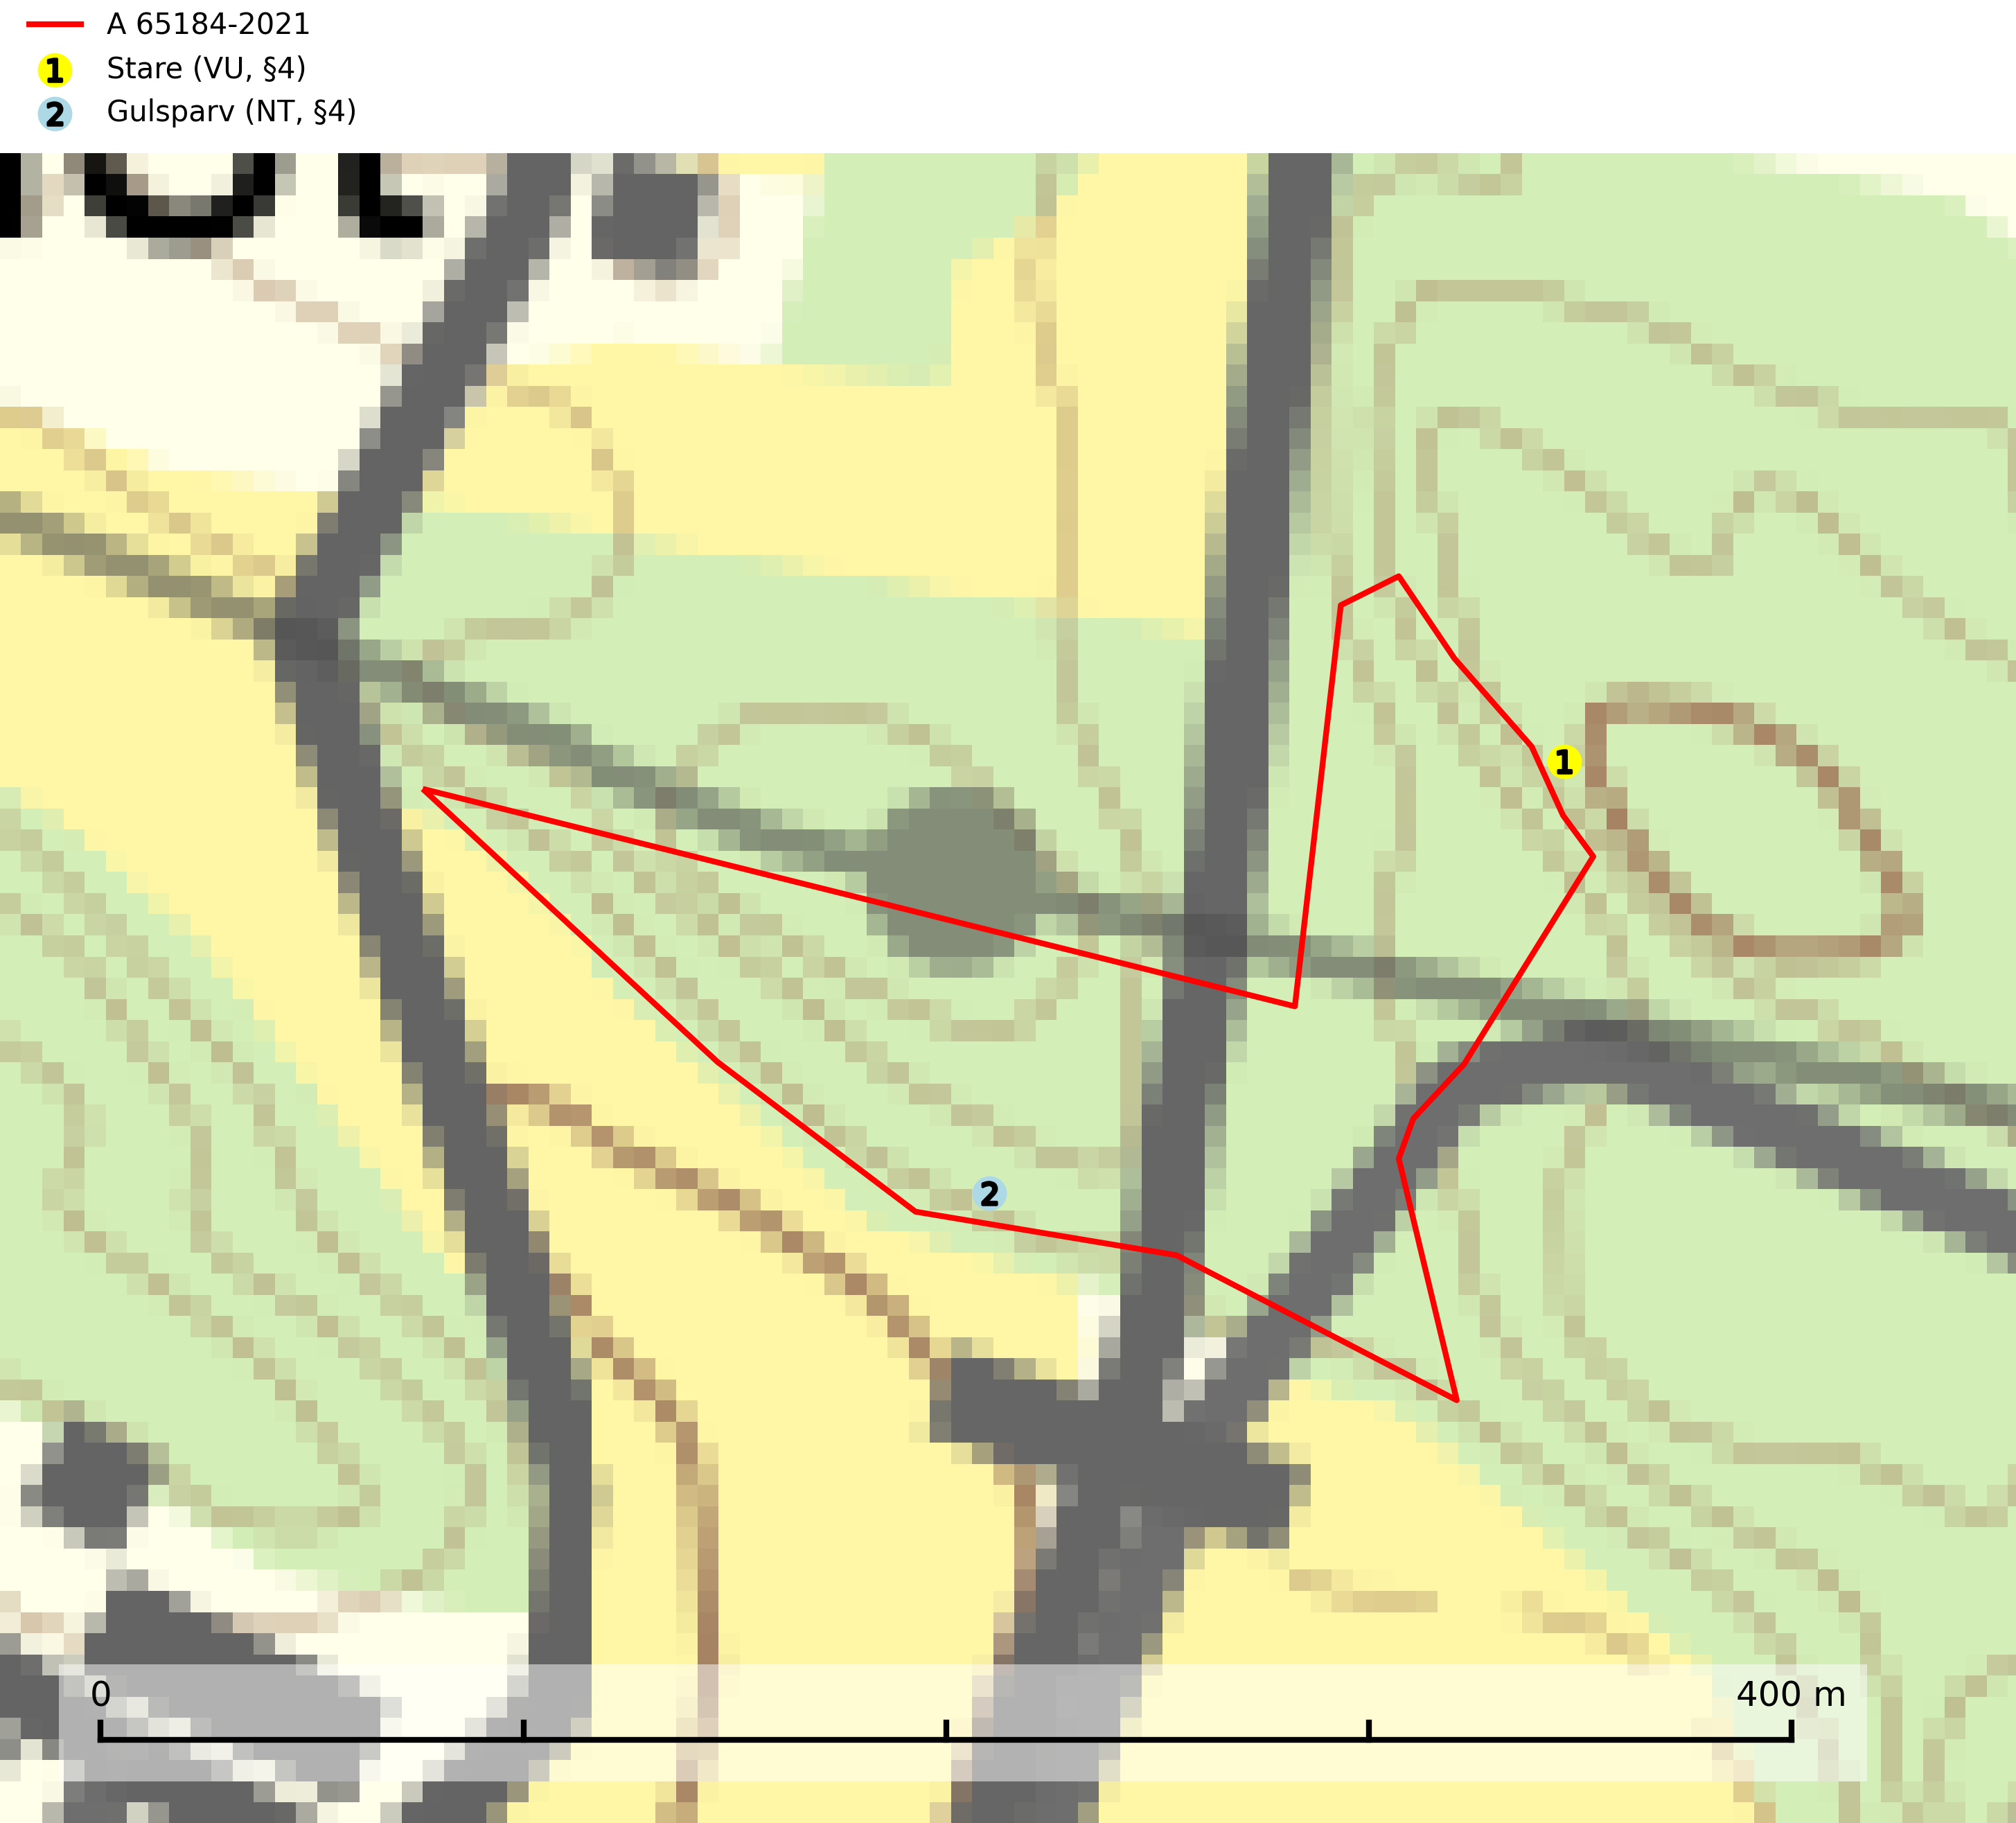 A 65184-2021
1 Stare (VU, §4)
2 Gulsparv (NT, §4)
1
2
0 400 m